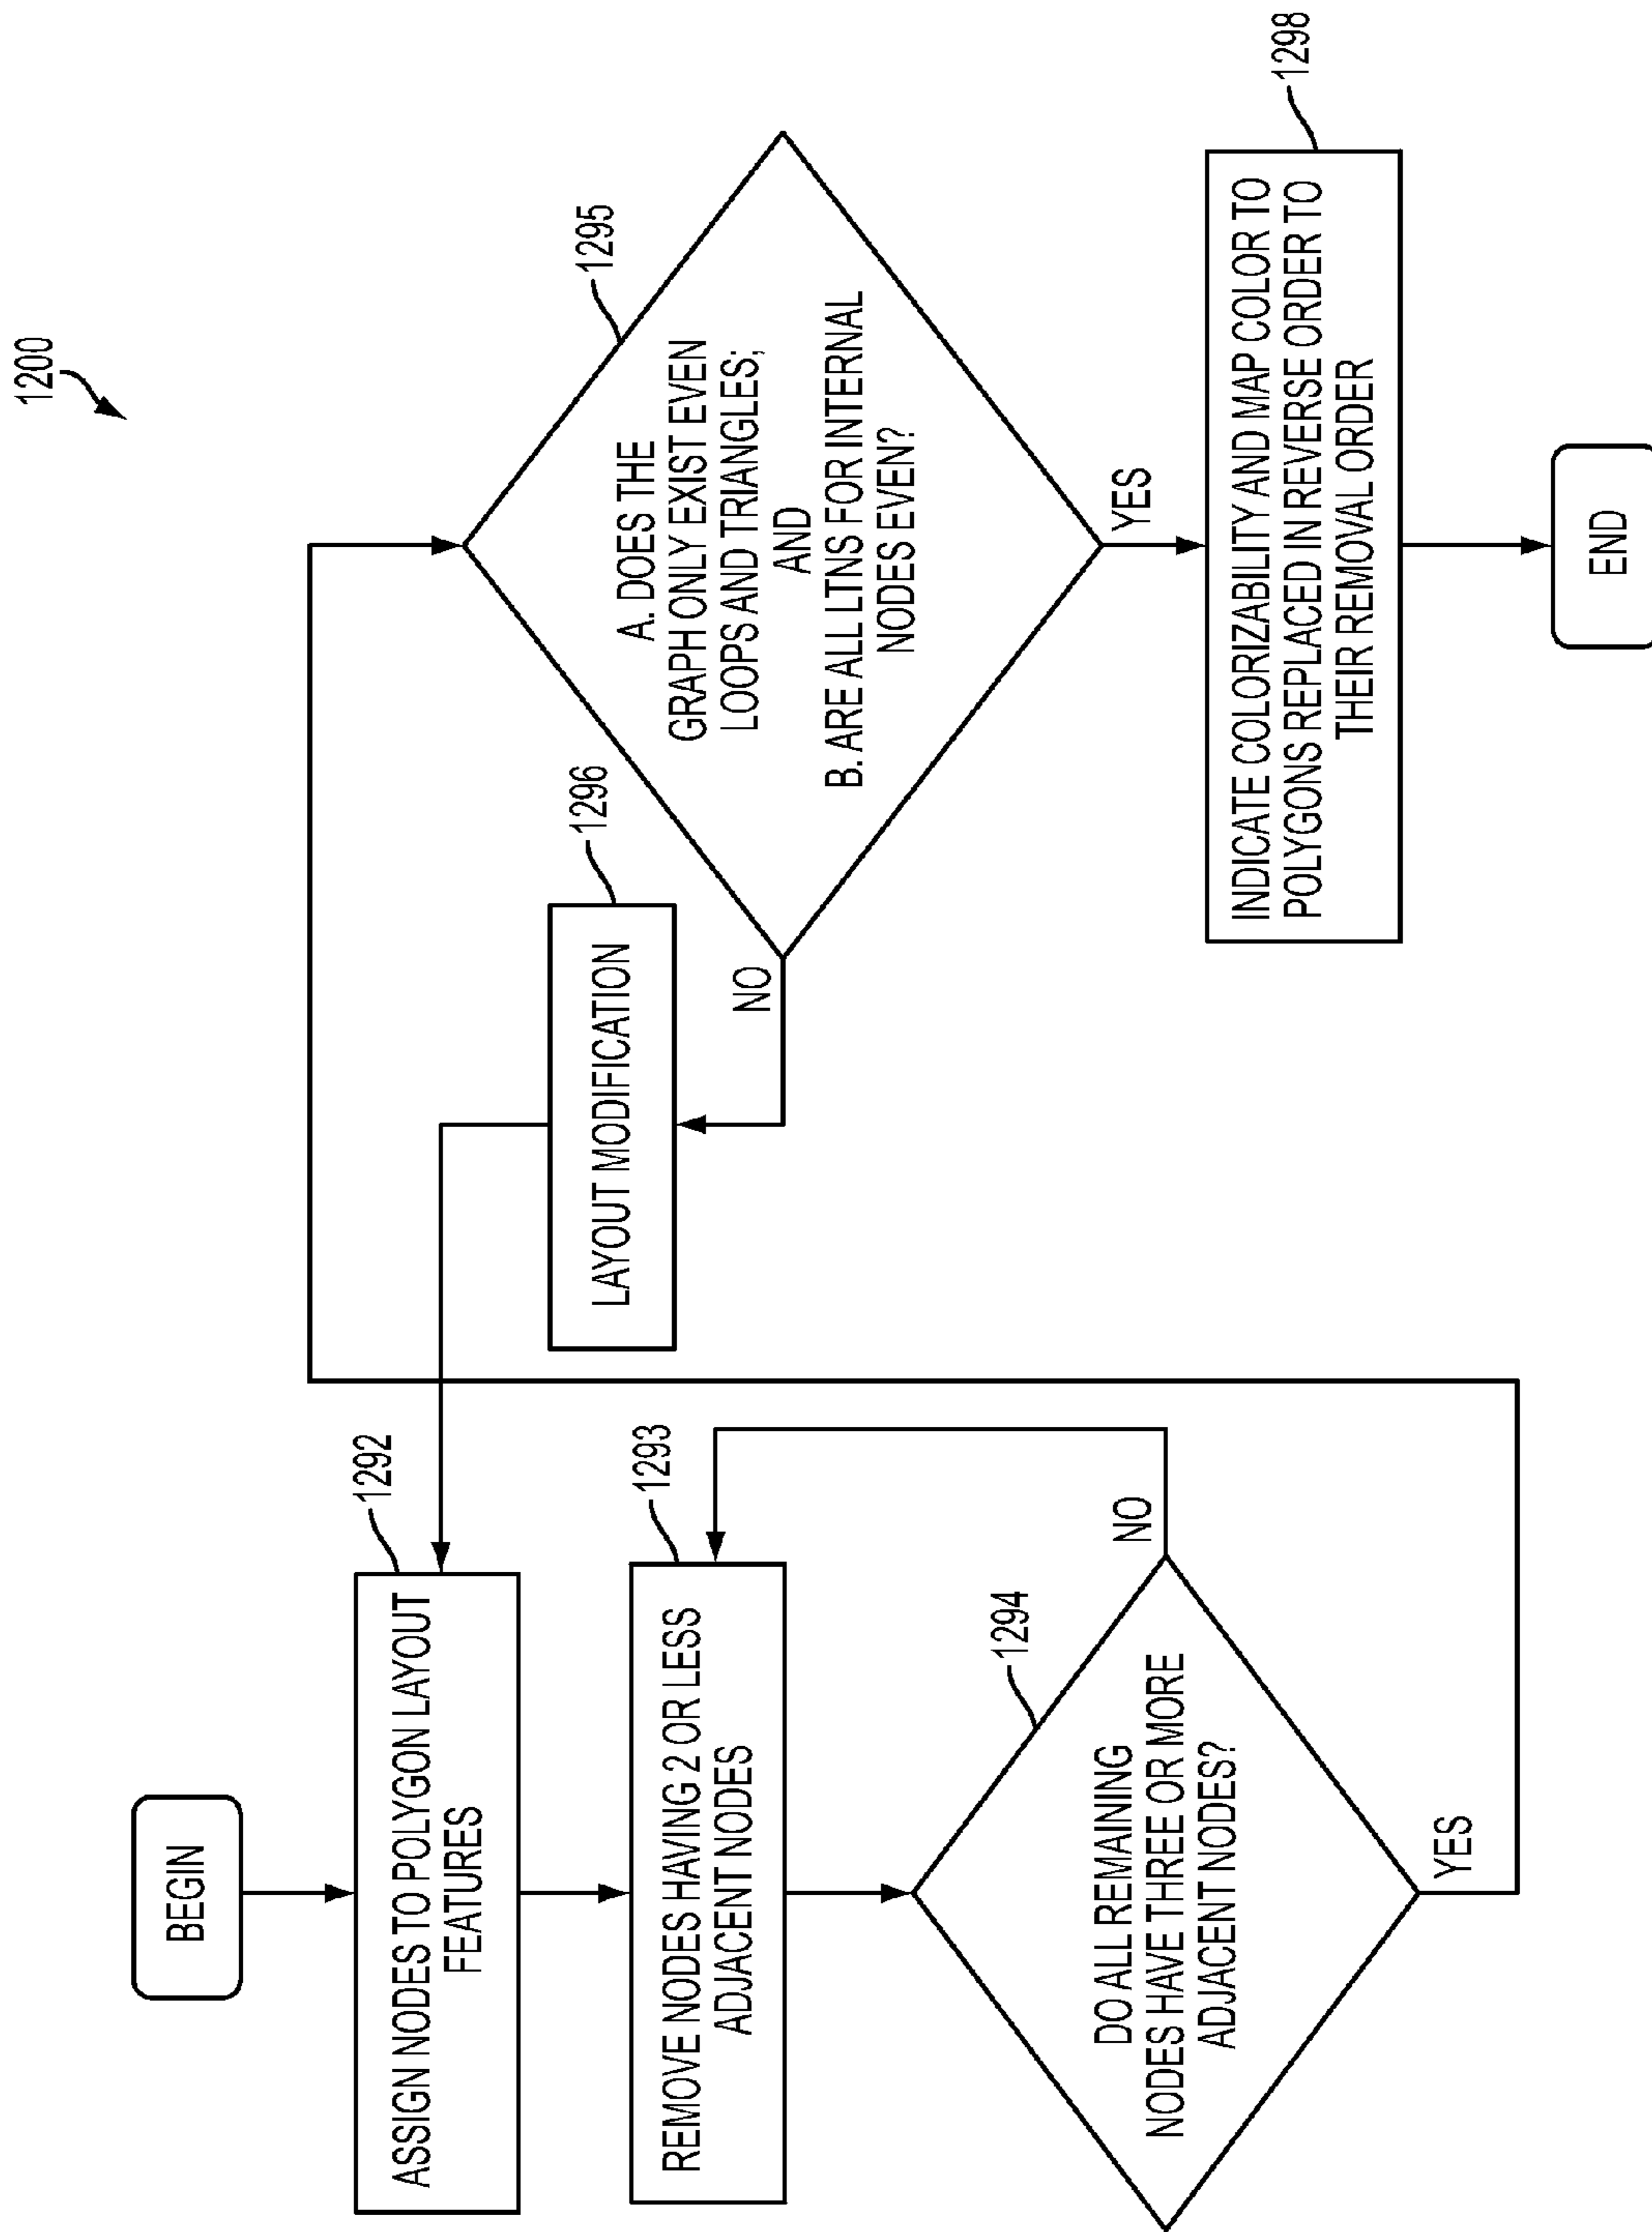 1200
BEGIN
1292
ASSIGN NODES TO POLYGON LAYOUT
FEATURES
1293
REMOVE NODES HAVING 2 OR LESS
ADJACENT NODES
1294
DO ALL REMAINING
NODES HAVE THREE OR MORE
ADJACENT NODES?
NO
YES
1295
A. DOES THE
GRAPH ONLY EXIST EVEN
LOOPS AND TRIANGLES;
AND
B. ARE ALL LTNS FOR INTERNAL
NODES EVEN?
NO
1296
LAYOUT MODIFICATION
YES
1298
INDICATE COLORIZABILITY AND MAP COLOR TO
POLYGONS REPLACED IN REVERSE ORDER TO
THEIR REMOVAL ORDER
END